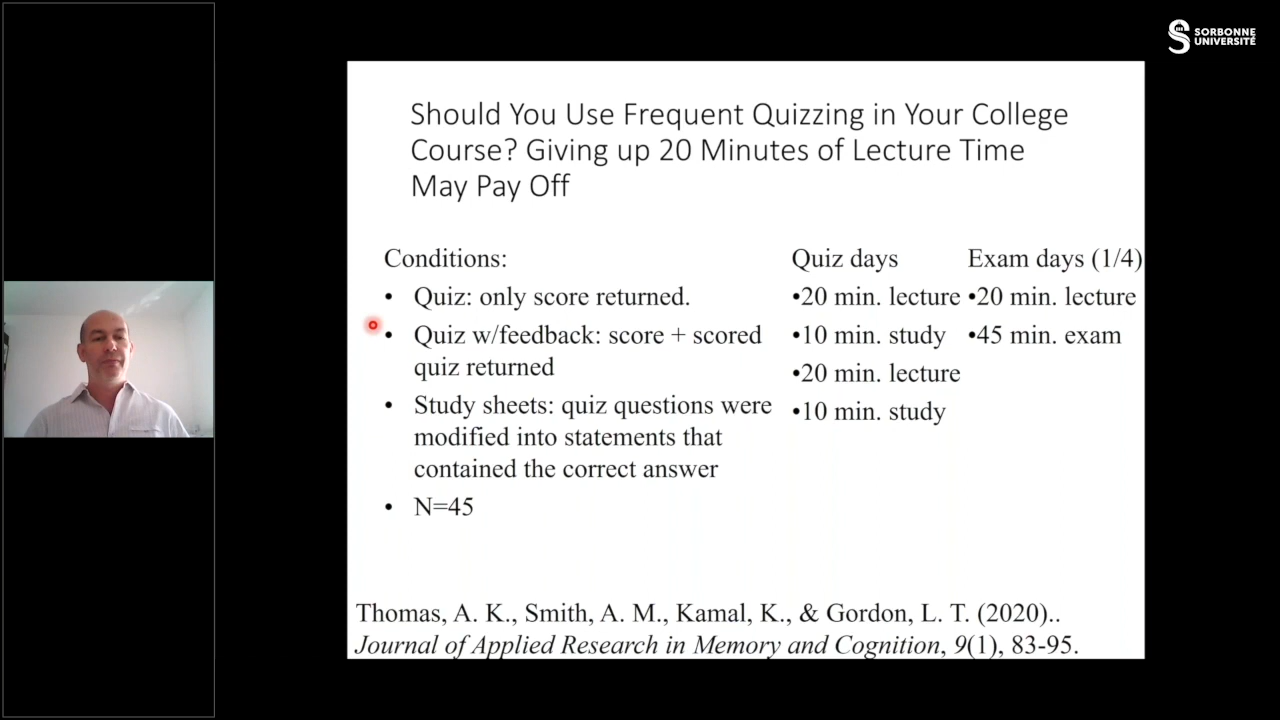 SORBONNE
UNIVERSITÉ
Should You Use Frequent Quizzing in Your College
Course? Giving up 20 Minutes of Lecture Time
May Pay Off
Conditions:
• Quiz: only score returned.
• Quiz w/feedback: score + scored
quiz returned
• Study sheets: quiz questions were
modified into statements that
contained the correct answer
• N=45
Quiz days
•20 min. lecture
•10 min. study
•20 min. lecture
•10 min. study
Exam days (1/4)
•20 min. lecture
•45 min. exam
Thomas, A. K., Smith, A. M., Kamal, K., & Gordon, L. T. (2020)..
Journal of Applied Research in Memory and Cognition, 9(1), 83-95.